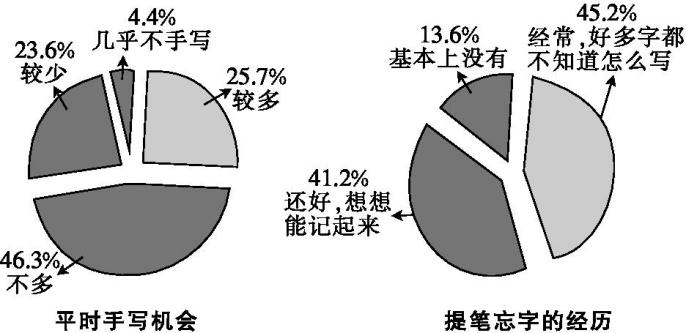 4.4%
几乎不手写
23.6%
较少
25.7%
较多
46.3%
不多
平时手写机会
13.6%
基本上没有
45.2%
经常,好多字都
不知道怎么写
41.2%
还好,想想
能记起来
提笔忘字的经历